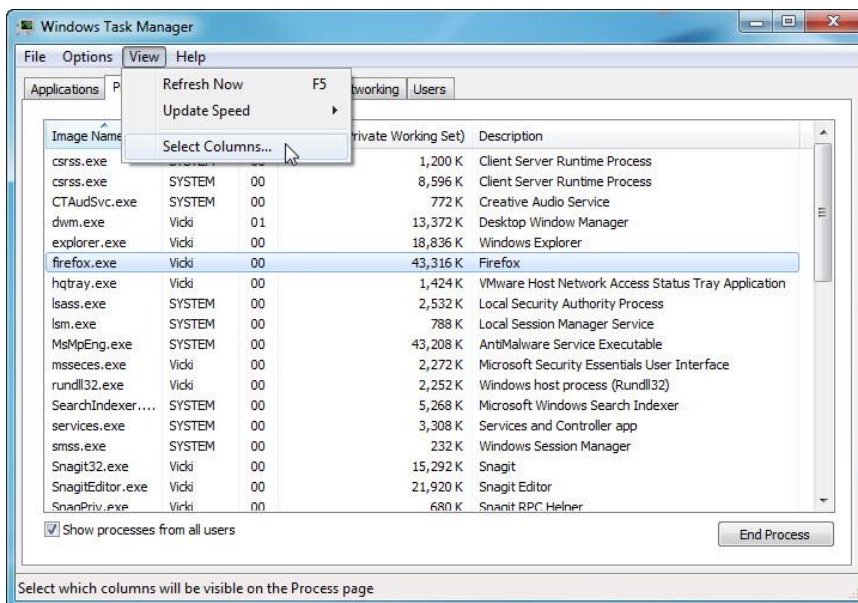 Windows Task Manager
File Options View Help
Applications P tworking Users
Refresh Now F5
Update Speed
Select Columns...
Image Name rivate Working Set) Description
csrss.exe 1,200 K Client Server Runtime Process
csrss.exe SYSTEM 00 8,596 K Client Server Runtime Process
CTAudSvc.exe SYSTEM 00 772 K Creative Audio Service
dwm.exe Vicki 01 13,372 K Desktop Window Manager
explorer.exe Vicki 00 18,836 K Windows Explorer
firefox.exe Vicki 00 43,316 K Firefox
hqtray.exe Vicki 00 1,424 K VMware Host Network Access Status Tray Application
lsass.exe SYSTEM 00 2,532 K Local Security Authority Process
lsm.exe SYSTEM 00 788 K Local Session Manager Service
MsMpEng.exe SYSTEM 00 43,208 K AntiMalware Service Executable
msseces.exe Vicki 00 2,272 K Microsoft Security Essentials User Interface
rundll32.exe Vicki 00 2,252 K Windows host process (Rundll32)
SearchIndexer.... SYSTEM 00 5,268 K Microsoft Windows Search Indexer
services.exe SYSTEM 00 3,308 K Services and Controller app
smss.exe SYSTEM 00 232 K Windows Session Manager
Snagit32.exe Vicki 00 15,292 K Snagit
SnagitEditor.exe Vicki 00 21,920 K Snagit Editor
SnagPriv.exe Vicki 00 680 K Snagit RPC Helper
Show processes from all users
End Process
Select which columns will be visible on the Process page